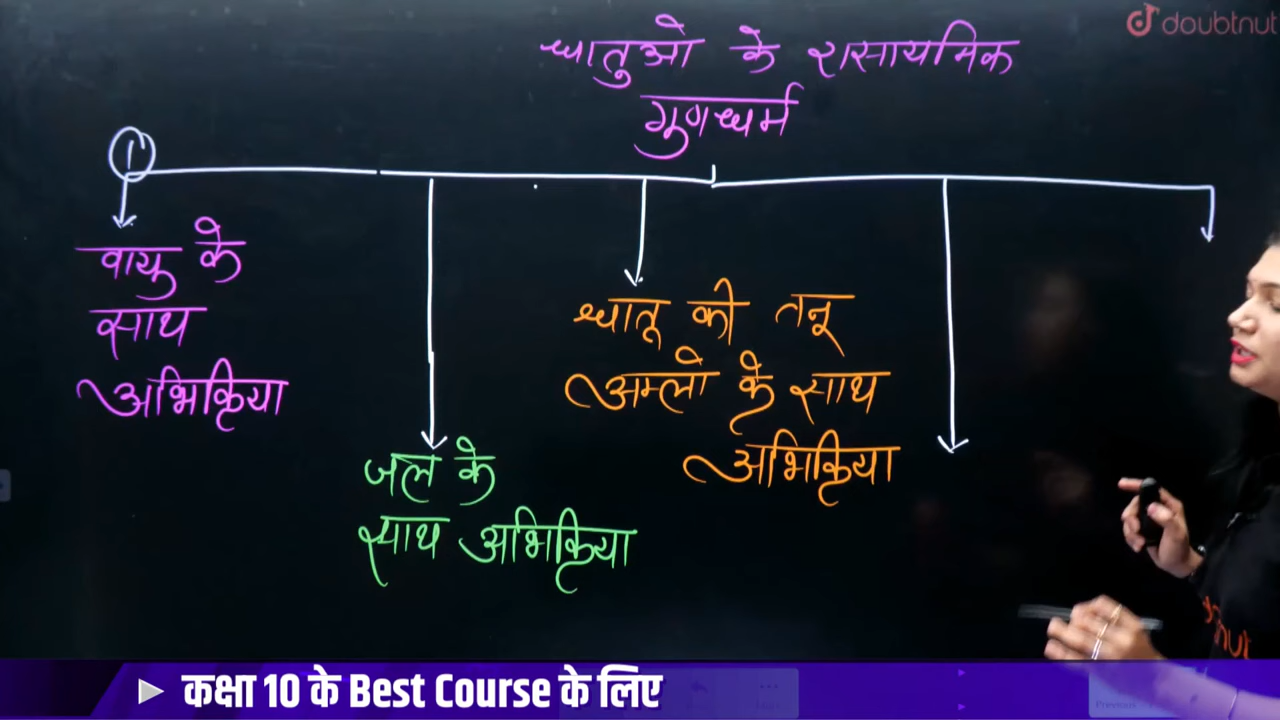 doubtnut
धातुओ के रासायनिक
गुणधर्म
1
वायु के
साथ
अभिक्रिया
जल के
साथ अभिक्रिया
धातू की तनू
अम्लो के साथ
अभिक्रिया
कक्षा 10 के Best Course के लिए